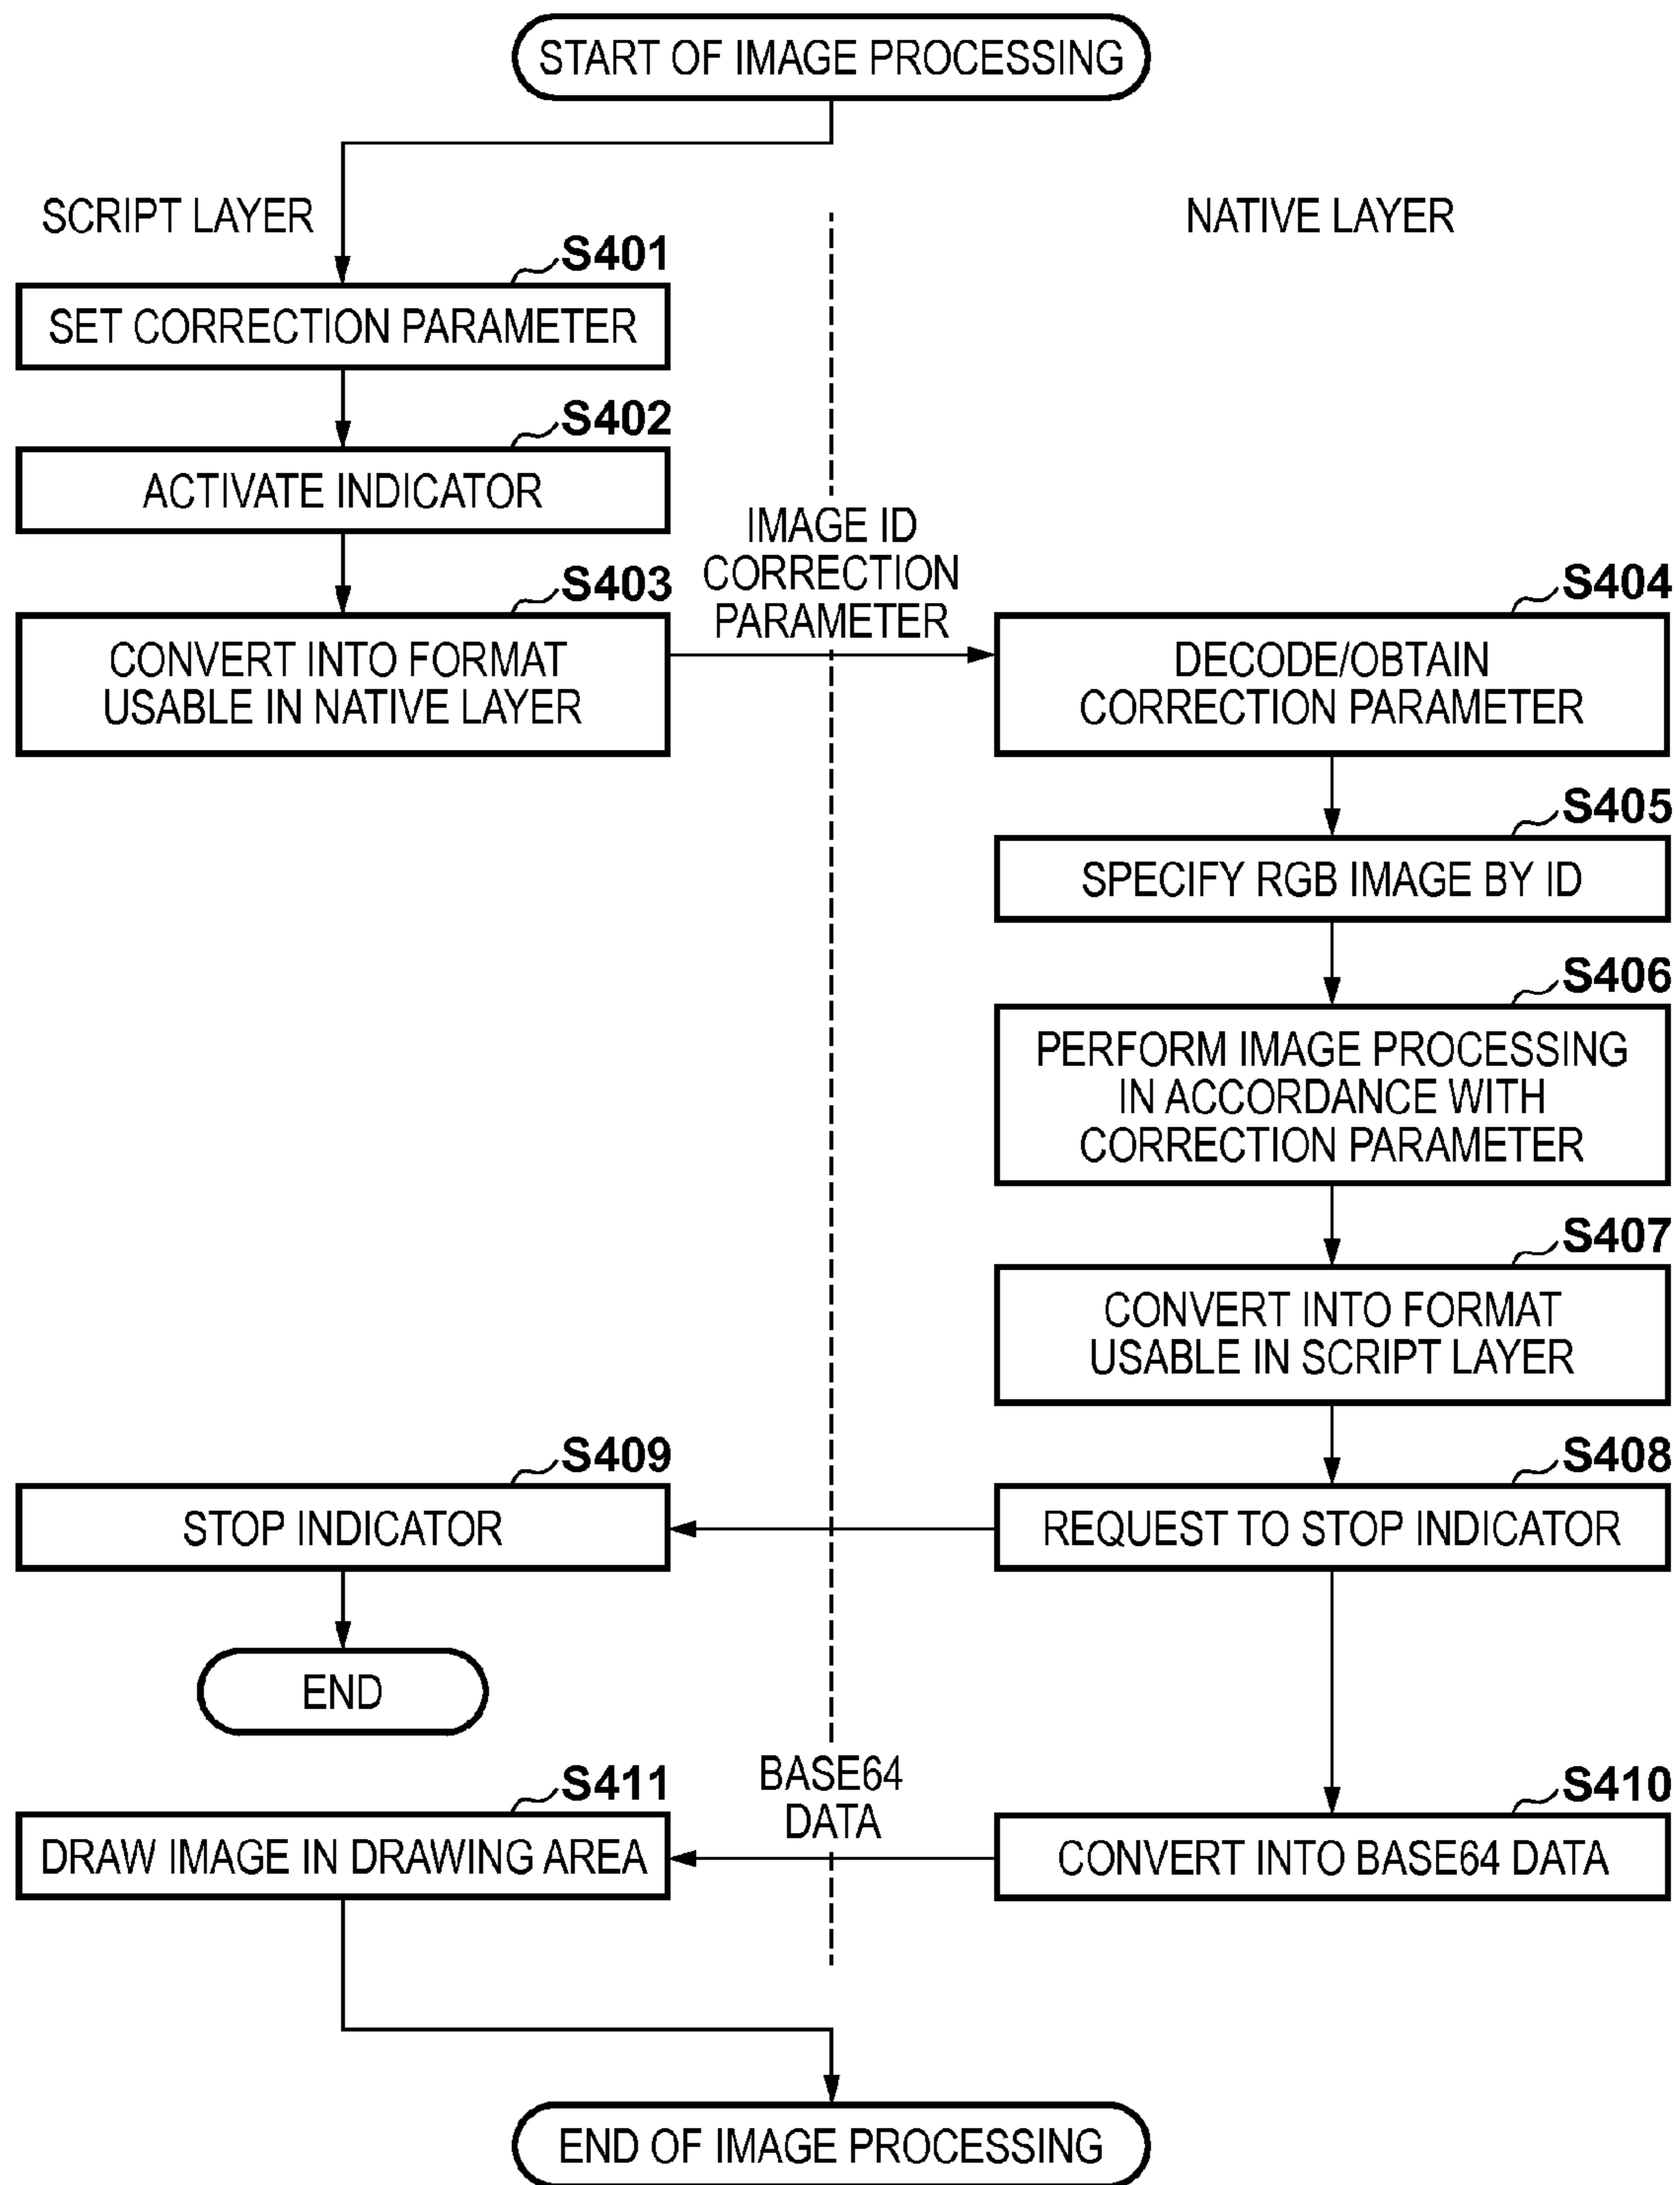 START OF IMAGE PROCESSING
SCRIPT LAYER
NATIVE LAYER
S401
SET CORRECTION PARAMETER
S402
ACTIVATE INDICATOR
S403
CONVERT INTO FORMAT
USABLE IN NATIVE LAYER
IMAGE ID
CORRECTION
PARAMETER
S404
DECODE/OBTAIN
CORRECTION PARAMETER
S405
SPECIFY RGB IMAGE BY ID
S406
PERFORM IMAGE PROCESSING
IN ACCORDANCE WITH
CORRECTION PARAMETER
S407
CONVERT INTO FORMAT
USABLE IN SCRIPT LAYER
S408
REQUEST TO STOP INDICATOR
S409
STOP INDICATOR
END
S410
CONVERT INTO BASE64 DATA
BASE64
DATA
S411
DRAW IMAGE IN DRAWING AREA
END OF IMAGE PROCESSING